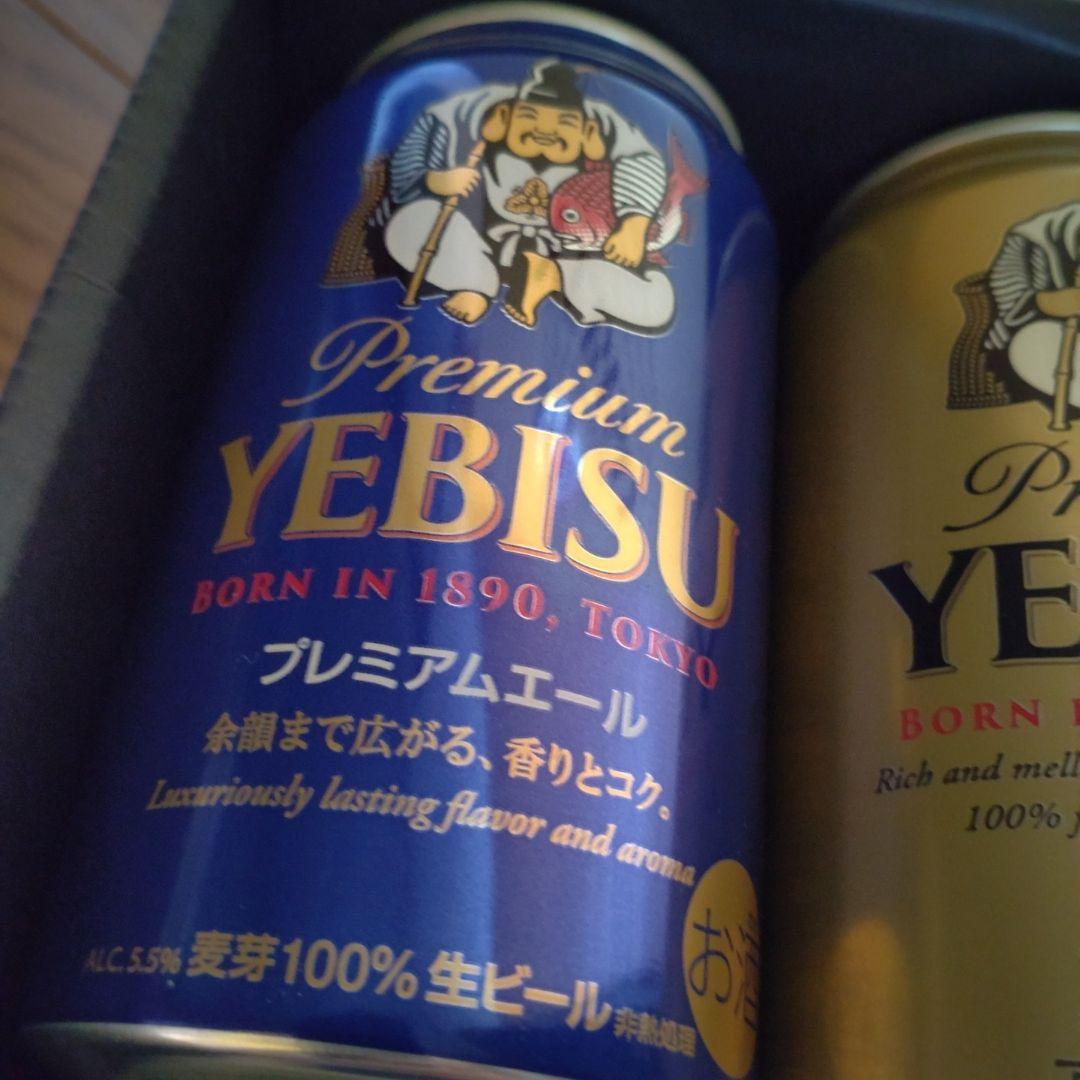 Premium
YEBISU
BORN IN 1890, TOKYO
プレミアムエール
余韻まで広がる、香りとコク。
Luxuriously lasting flavor and aroma
お酒
ALC. 5.5% 麦芽100% 生ビール 非熱処理
Pr
YE
BORN
Rich and mell
100%